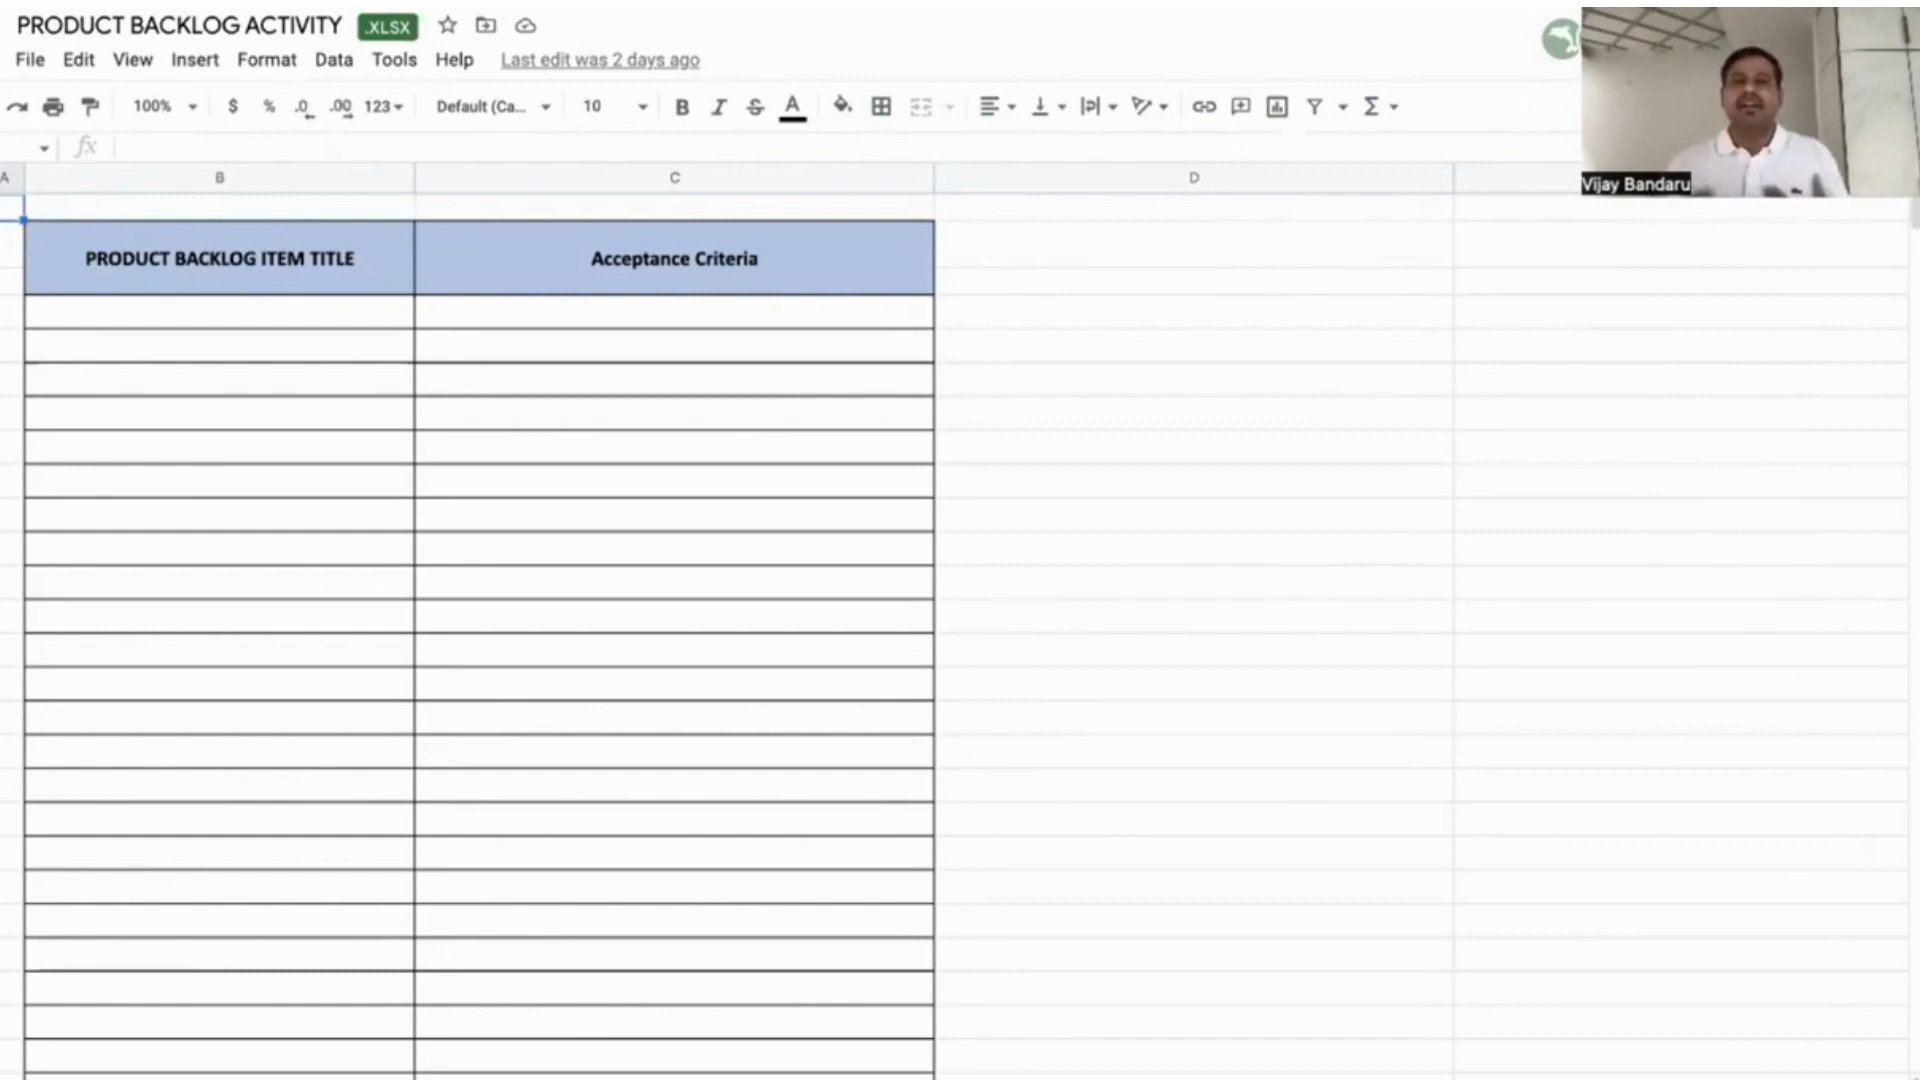 PRODUCT BACKLOG ACTIVITY .XLSX
File Edit View Insert Format Data Tools Help Last edit was 2 days ago
100% $ % .0 .00 123 Default (Ca... 10 B I S A Σ
fx
A B C D
PRODUCT BACKLOG ITEM TITLE Acceptance Criteria
Vijay Bandaru